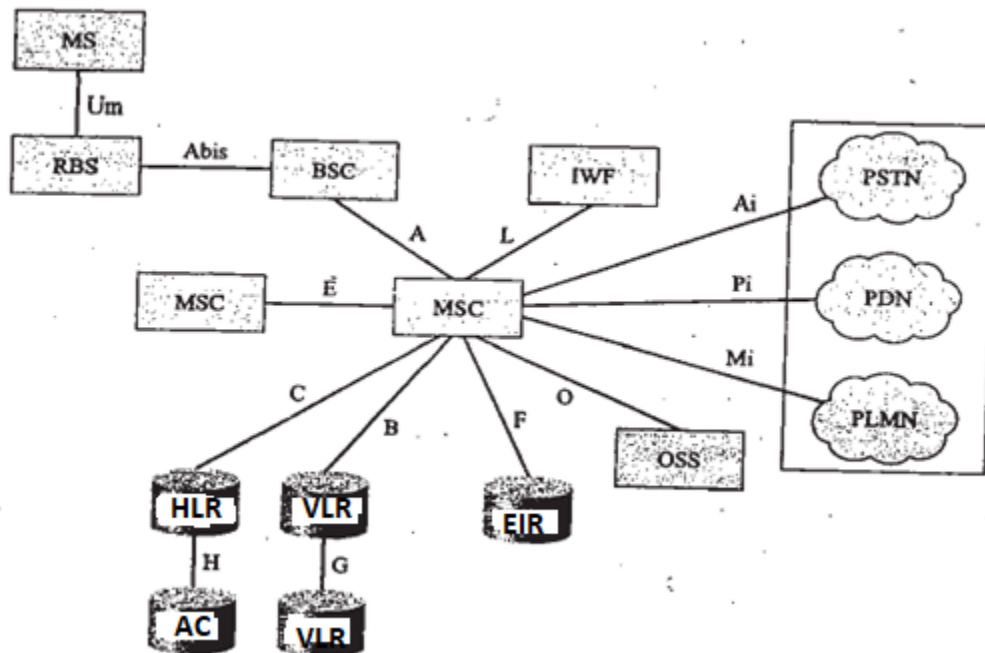 MS
Um
RBS
Abis
BSC
IWF
PSTN
A
L
Ai
MSC
E
MSC
Pi
PDN
Mi
C
B
F
O
PLMN
OSS
HLR
VLR
EIR
H
G
AC
VLR